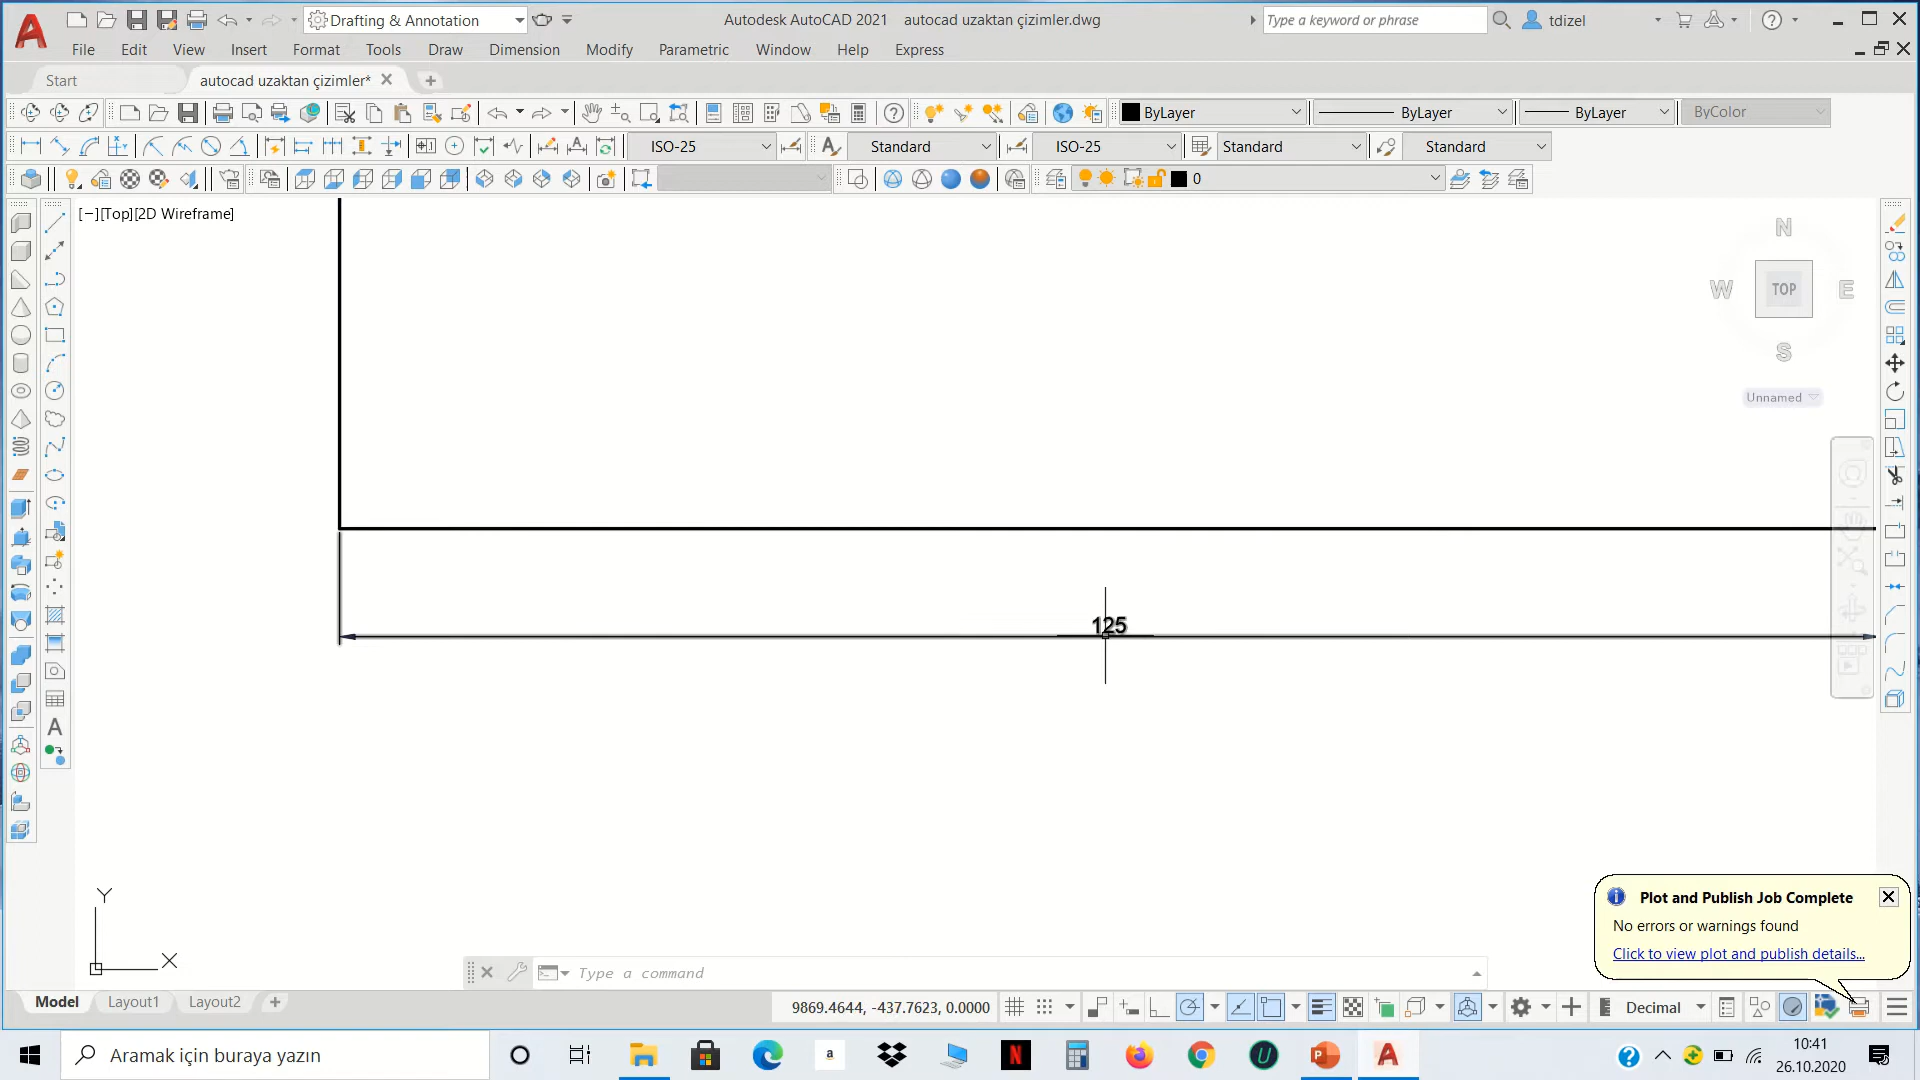 Drafting & Annotation
Autodesk AutoCAD 2021 autocad uzaktan çizimler.dwg
Type a keyword or phrase
tdizel
File Edit View Insert Format Tools Draw Dimension Modify Parametric Window Help Express
Start
autocad uzaktan çizimler*
ByLayer
ByLayer
ByLayer
ByColor
ISO-25
Standard
ISO-25
Standard
Standard
0
[−][Top][2D Wireframe]
N
W
TOP
E
S
Unnamed
125
Y
X
Plot and Publish Job Complete
No errors or warnings found
Click to view plot and publish details...
Type a command
Model Layout1 Layout2
9869.4644, -437.7623, 0.0000
Decimal
Aramak için buraya yazın
10:41
26.10.2020